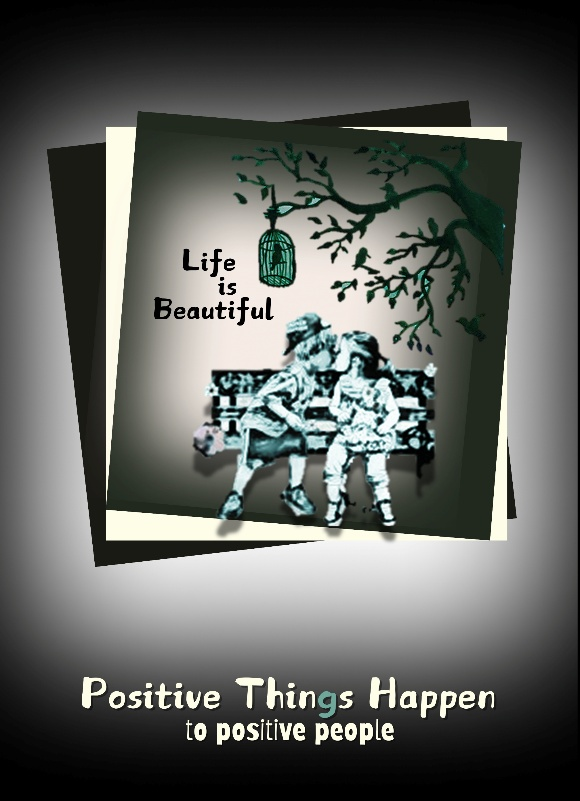 Life
is
Beautiful
Positive Things Happen
to positive people